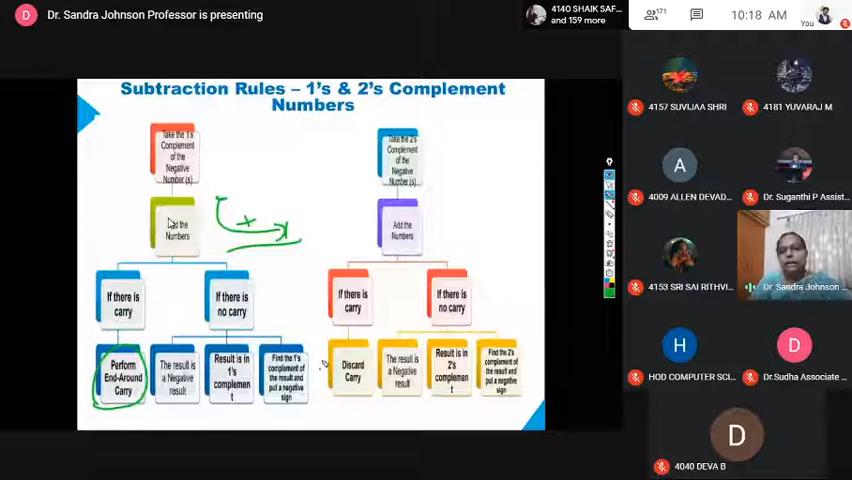 D Dr. Sandra Johnson Professor is presenting
4140 SHAIK SAF...
and 159 more
171
10:18 AM
You
Subtraction Rules – 1's & 2's Complement
Numbers
Take the 1's
Complement
of the
Negative
Number (s)
Add the
Numbers
If there is
carry
If there is
no carry
Perform
End-Around
Carry
The result is
a Negative
result
Result is in
1's
complemen
t
Find the 1's
complement of
the result and
put a negative
sign
Take the 2's
Complement
of the
Negative
Number (s)
Add the
Numbers
If there is
carry
If there is
no carry
Discard
Carry
The result is
a Negative
result
Result is in
2's
complemen
t
Find the 2's
complement of
the result and
put a negative
sign
4157 SUVIJAA SHRI
4181 YUVARAJ M
A
4009 ALLEN DEVAD...
Dr. Suganthi P Assist...
4153 SRI SAI RITHVI...
Dr. Sandra Johnson ...
H
HOD COMPUTER SCI...
D
Dr.Sudha Associate ...
D
4040 DEVA B